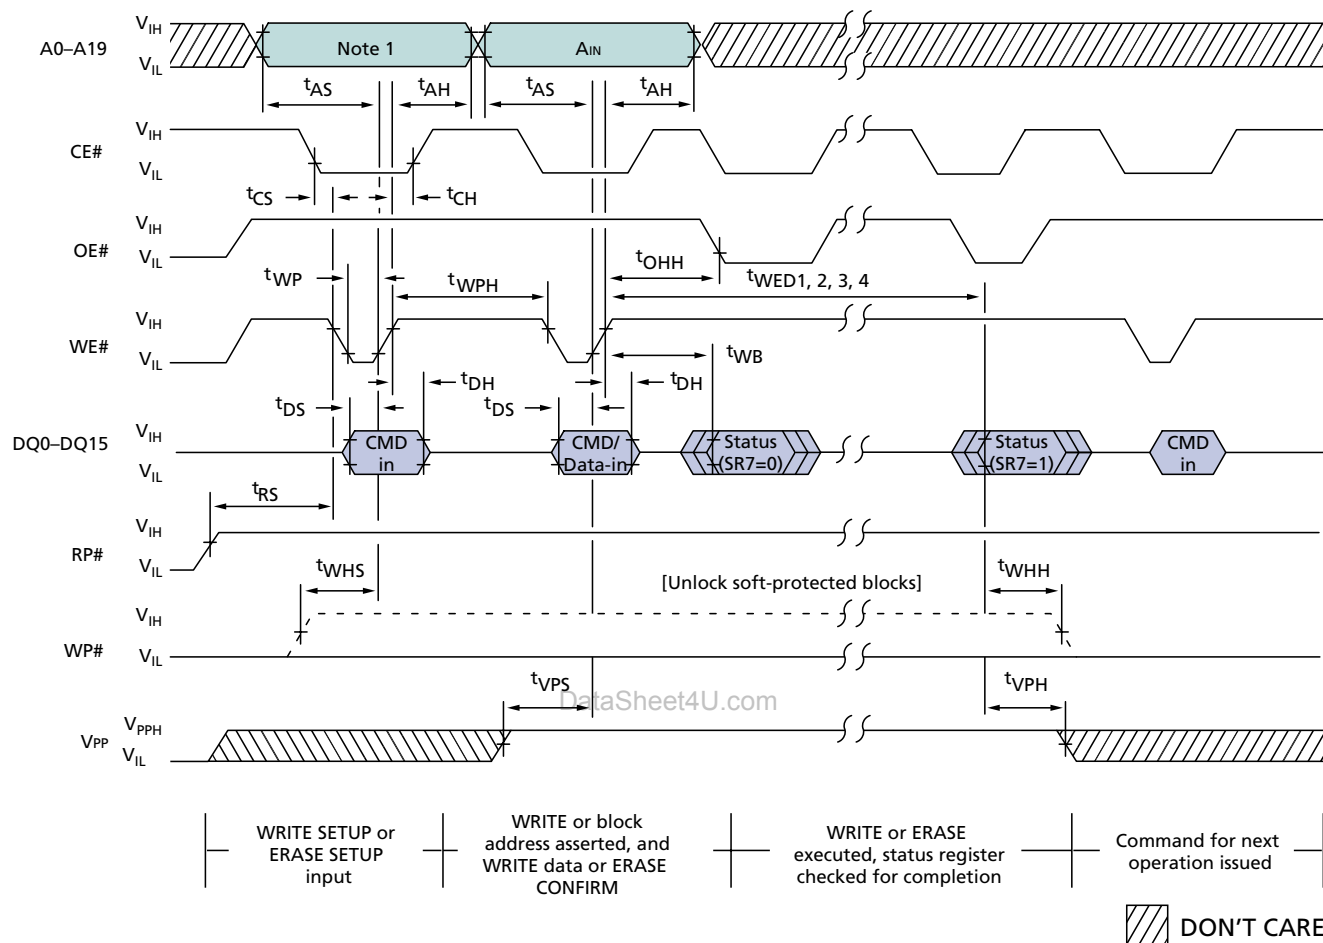 A0–A19
VIH
VIL
Note 1
AIN
tAS
tAH
tAS
tAH
CE#
VIH
VIL
tCS
tCH
OE#
VIH
VIL
tWP
tWPH
tOHH
tWED1, 2, 3, 4
WE#
VIH
VIL
tWB
tDS
tDH
tDS
tDH
DQ0–DQ15
VIH
VIL
CMD
in
CMD/
Data-in
Status
(SR7=0)
Status
(SR7=1)
CMD
in
tRS
RP#
VIH
VIL
tWHS
[Unlock soft-protected blocks]
tWHH
WP#
VIH
VIL
tVPS
DataSheet4U.com
tVPH
VPP
VPPH
VIL
WRITE SETUP or
ERASE SETUP
input
WRITE or block
address asserted, and
WRITE data or ERASE
CONFIRM
WRITE or ERASE
executed, status register
checked for completion
Command for next
operation issued
DON'T CARE